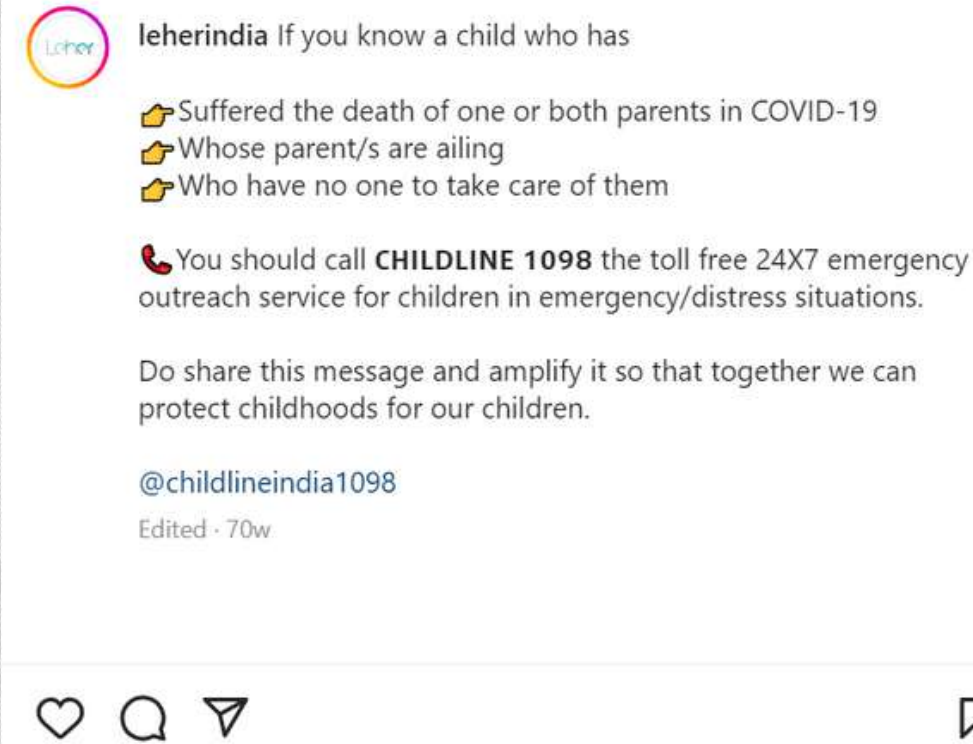 Leher
leherindia If you know a child who has
👉Suffered the death of one or both parents in COVID-19
👉Whose parent/s are ailing
👉Who have no one to take care of them
📞You should call CHILDLINE 1098 the toll free 24X7 emergency
outreach service for children in emergency/distress situations.
Do share this message and amplify it so that together we can
protect childhoods for our children.
@childlineindia1098
Edited · 70w